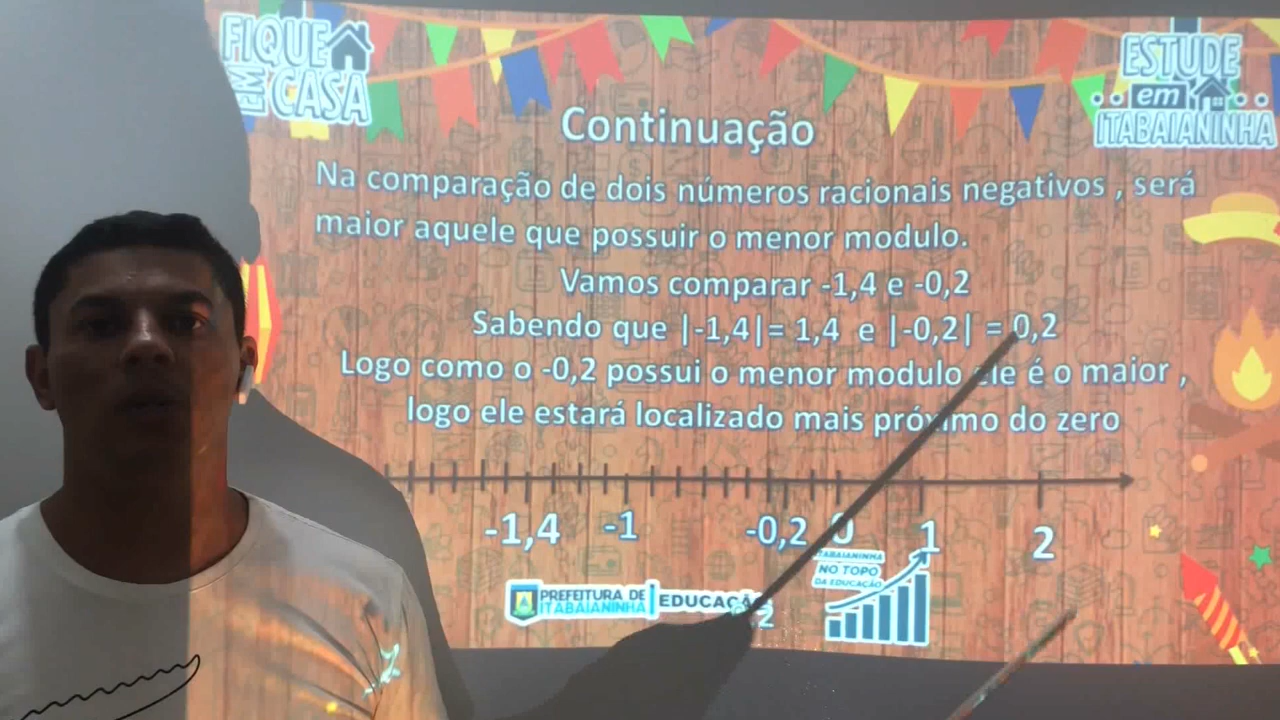 FIQUE
EM
CASA
ESTUDE
em
ITABAIANINHA
Continuação
Na comparação de dois números racionais negativos , será
maior aquele que possuir o menor modulo.
Vamos comparar -1,4 e -0,2
Sabendo que |-1,4|= 1,4 e |-0,2| = 0,2
Logo como o -0,2 possui o menor modulo ele é o maior ,
logo ele estará localizado mais próximo do zero
-1,4 -1 -0,2 0 1 2
ITABAIANINHA
NO TOPO
DA EDUCAÇÃO
PREFEITURA DE
ITABAIANINHA
EDUCAÇÃO